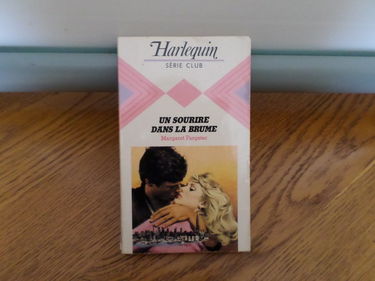 Harlequin
SÉRIE CLUB
UN SOURIRE
DANS LA BRUME
Margaret Pargeter